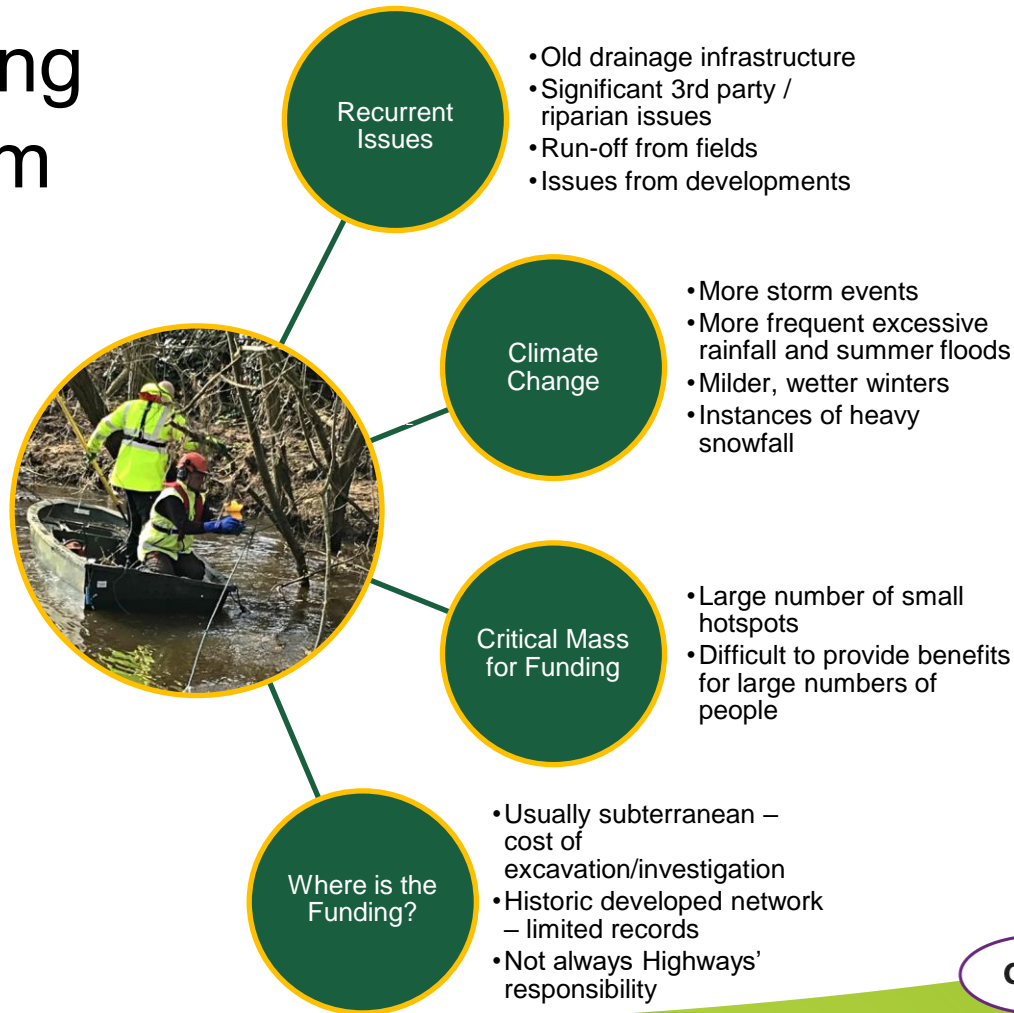 ng
m
Recurrent
Issues
•Old drainage infrastructure
•Significant 3rd party /
riparian issues
•Run-off from fields
•Issues from developments
Climate
Change
•More storm events
•More frequent excessive
rainfall and summer floods
•Milder, wetter winters
•Instances of heavy
snowfall
Critical Mass
for Funding
•Large number of small
hotspots
•Difficult to provide benefits
for large numbers of
people
Where is the
Funding?
•Usually subterranean –
cost of
excavation/investigation
•Historic developed network
– limited records
•Not always Highways’
responsibility